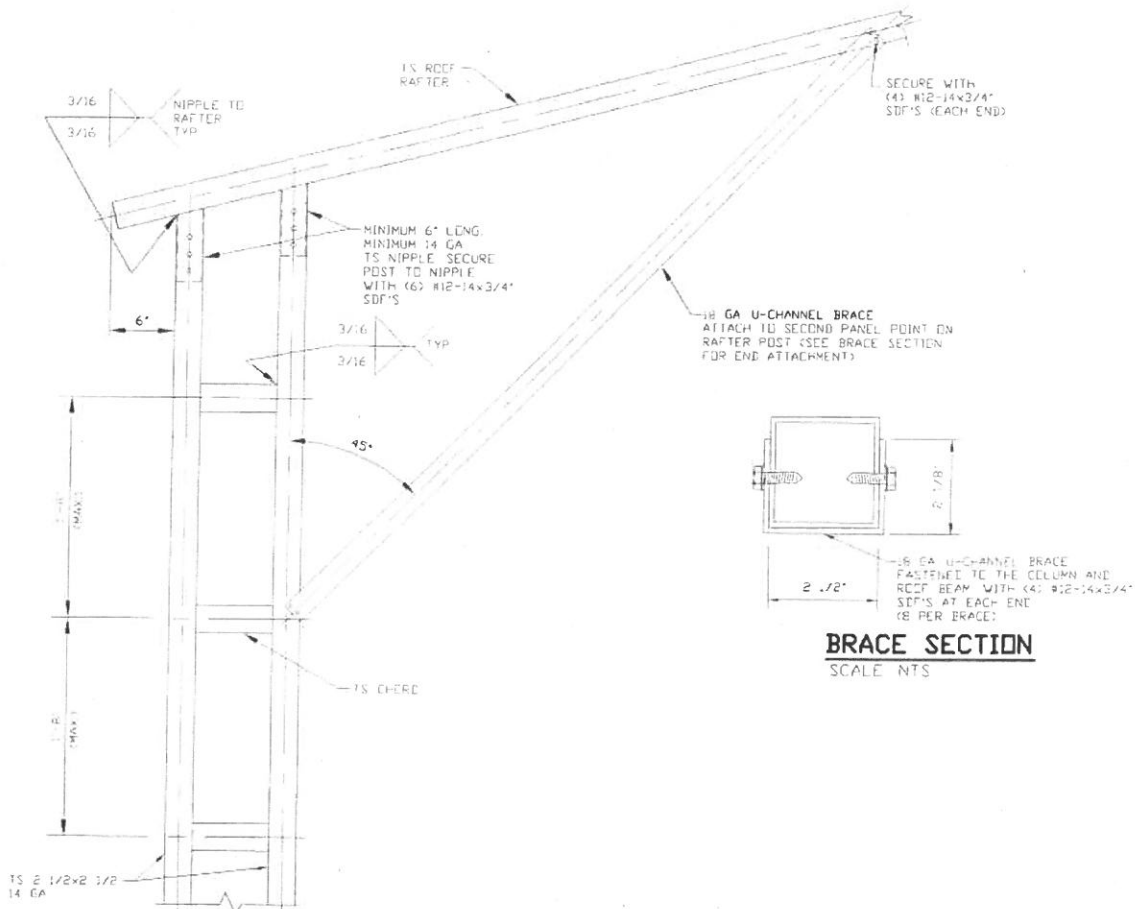 TS ROOF
RAFTER
SECURE WITH
(4) #12-14x3/4"
SDF'S (EACH END)
3/16
3/16
NIPPLE TO
RAFTER
TYP
MINIMUM 6" LONG
MINIMUM 14 GA
TS NIPPLE SECURE
POST TO NIPPLE
WITH (6) #12-14x3/4"
SDF'S
6"
3/16
3/16
TYP
18 GA U-CHANNEL BRACE
ATTACH TO SECOND PANEL POINT ON
RAFTER POST (SEE BRACE SECTION
FOR END ATTACHMENT)
45°
(MAX)
2 1/8"
2 1/2"
18 GA U-CHANNEL BRACE
FASTENED TO THE COLUMN AND
ROOF BEAM WITH (4) #12-14x3/4"
SDF'S AT EACH END
(8 PER BRACE)
BRACE SECTION
SCALE NTS
TS CHORD
(MAX)
TS 2 1/2x2 1/2
14 GA